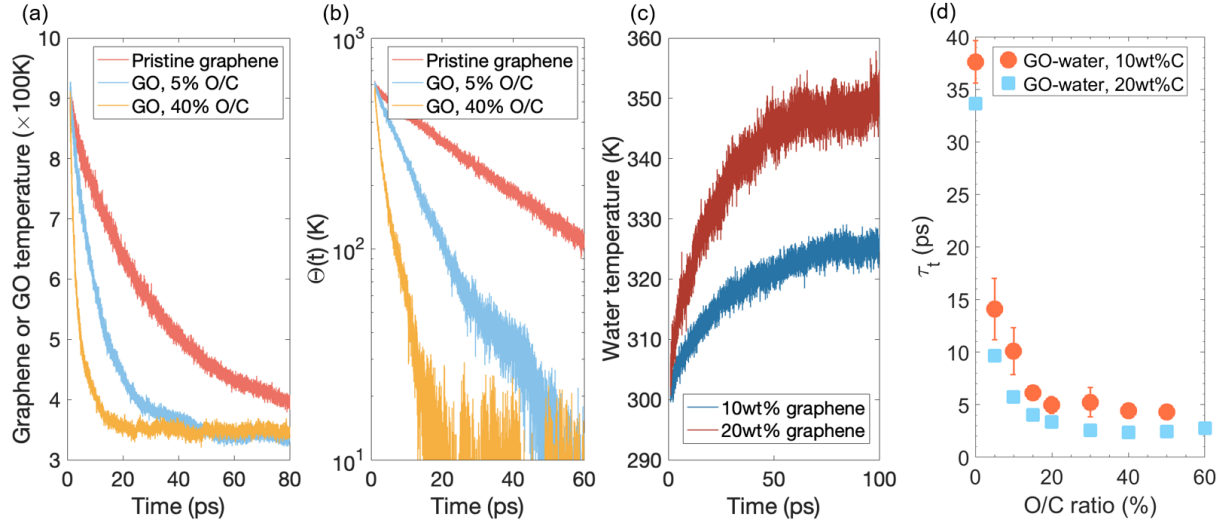 (a)
Graphene or GO temperature (×100K)
10
9
8
7
6
5
4
3
Pristine graphene
GO, 5% O/C
GO, 40% O/C
0 20 40 60 80
Time (ps)
(b)
Θ(t) (K)
10³
10²
10¹
Pristine graphene
GO, 5% O/C
GO, 40% O/C
0 20 40 60
Time (ps)
(c)
Water temperature (K)
360
350
340
330
320
310
300
290
10wt% graphene
20wt% graphene
0 50 100
Time (ps)
(d)
τt (ps)
40
35
30
25
20
15
10
5
0
GO-water, 10wt%C
GO-water, 20wt%C
0 20 40 60
O/C ratio (%)